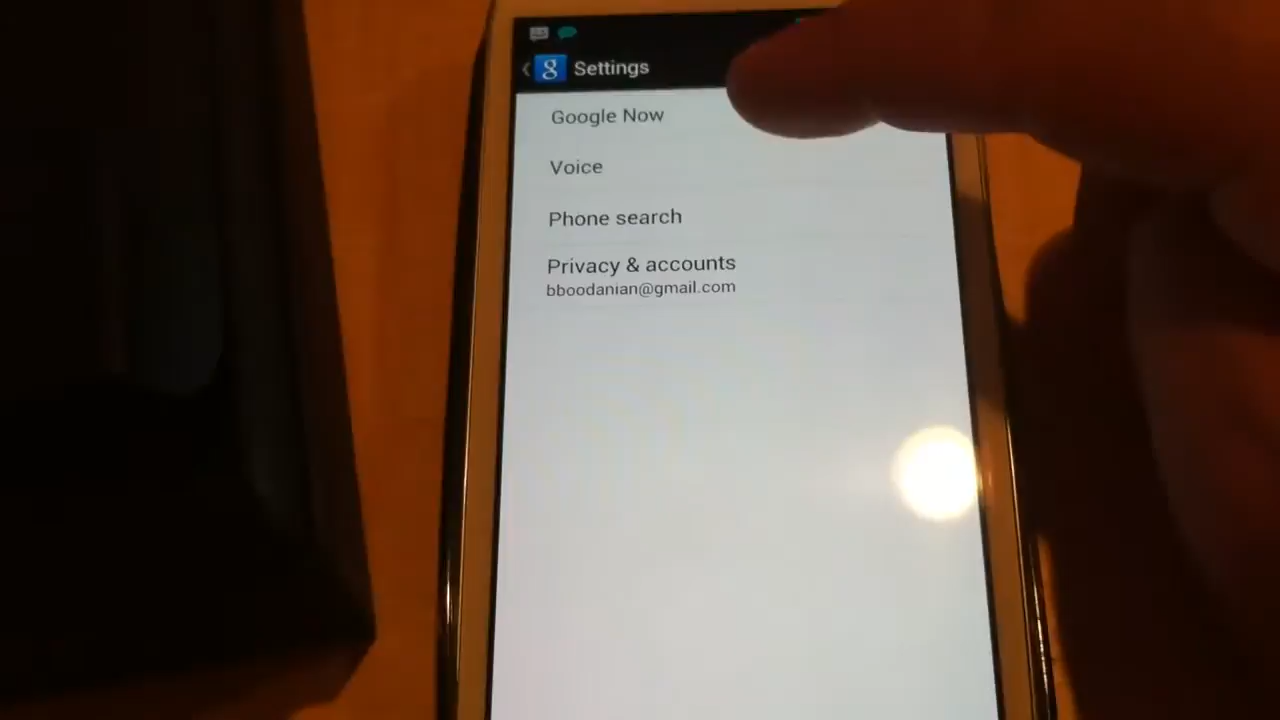 Settings
Google Now
Voice
Phone search
Privacy & accounts
bboodanian@gmail.com